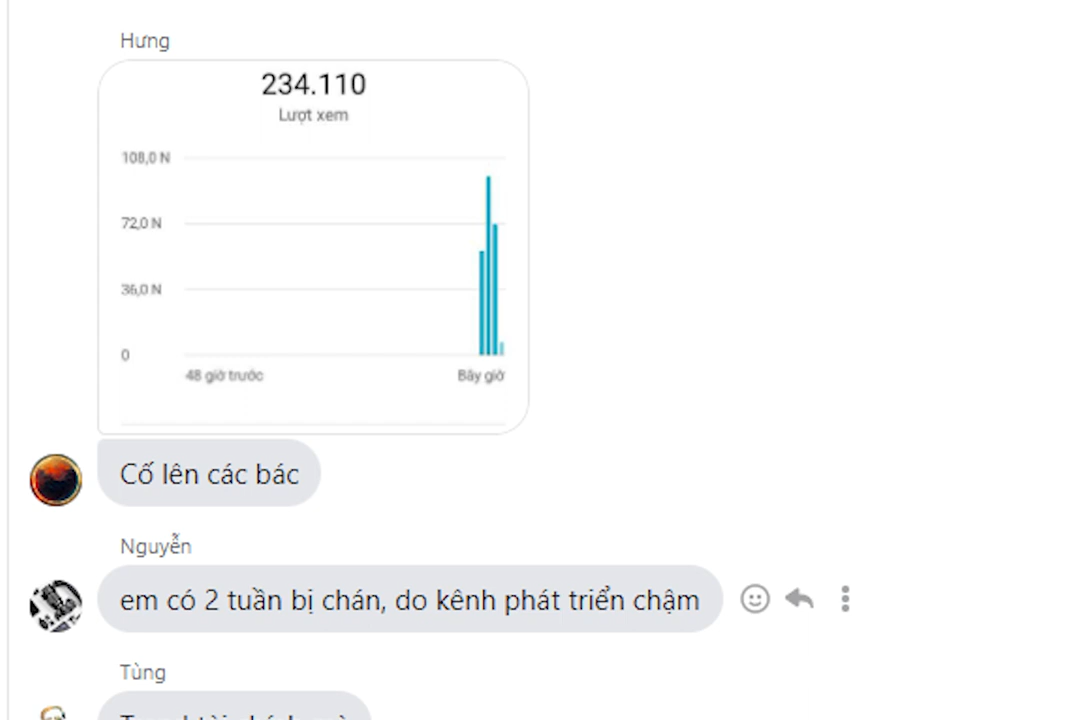 Hưng
234.110
Lượt xem
108,0 N
72,0 N
36,0 N
0
48 giờ trước
Bây giờ
Cố lên các bác
Nguyễn
em có 2 tuần bị chán, do kênh phát triển chậm
Tùng